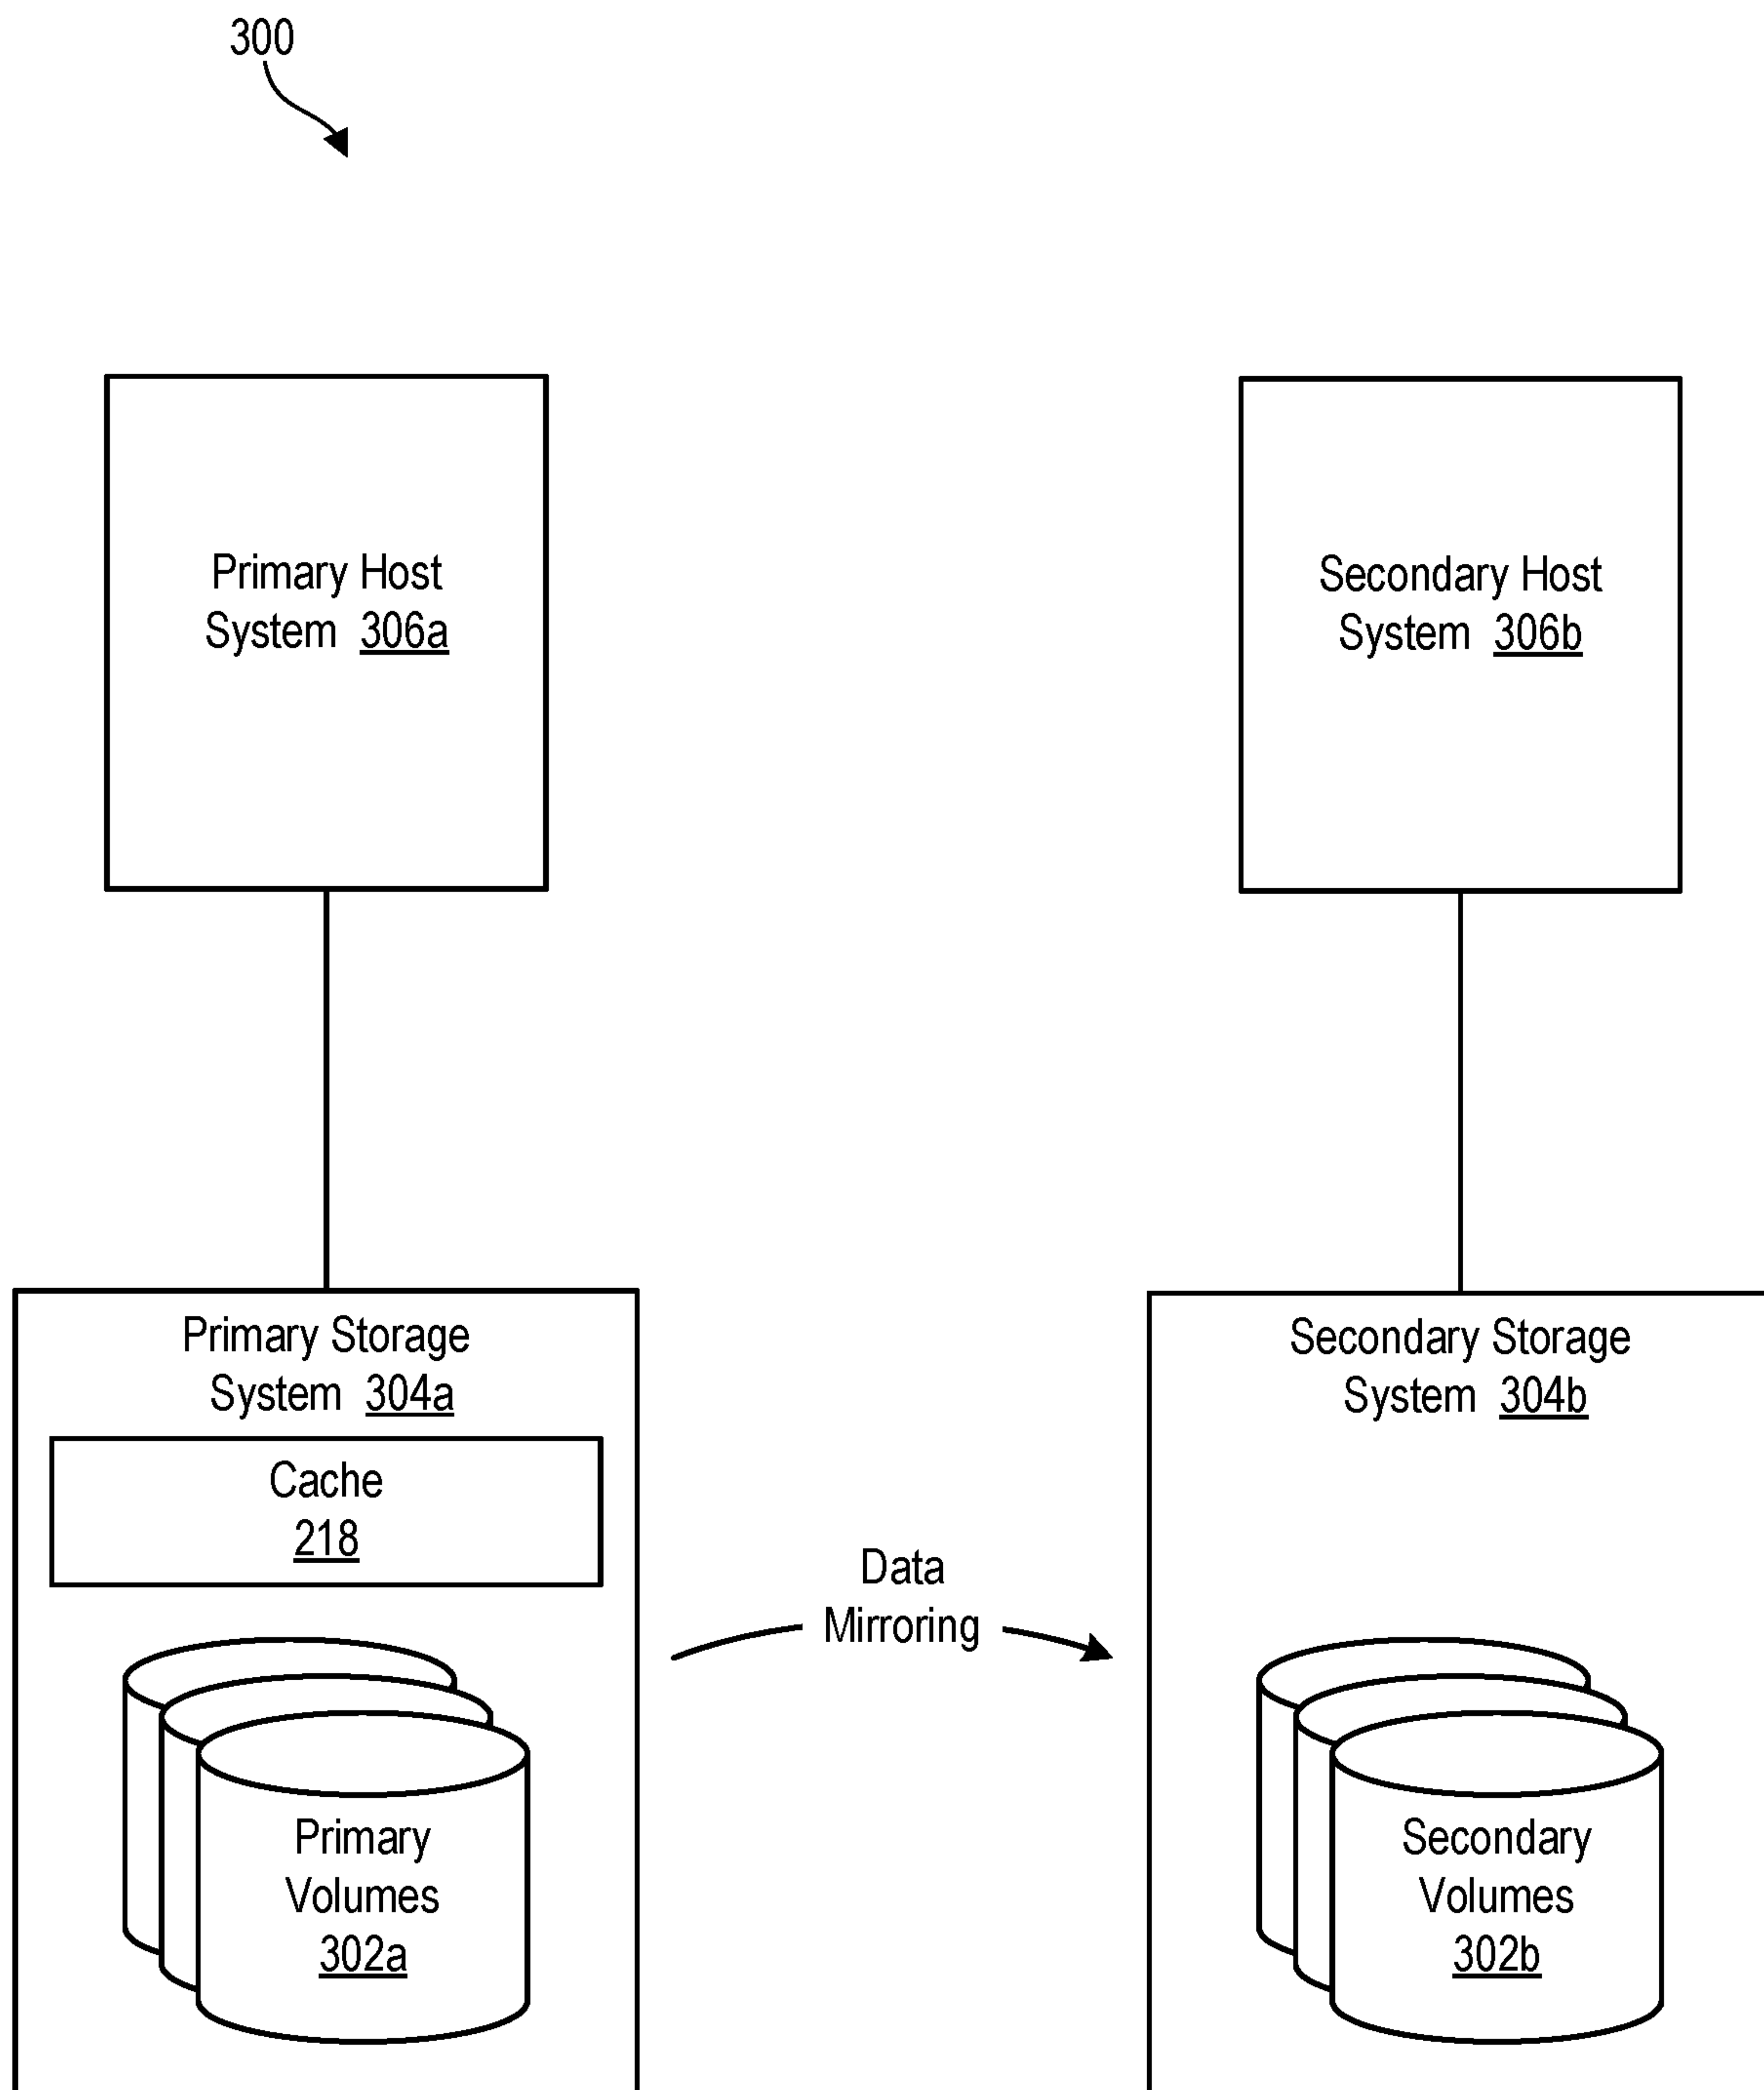 300
Primary Host
System 306a
Secondary Host
System 306b
Primary Storage
System 304a
Cache
218
Primary
Volumes
302a
Data
Mirroring
Secondary Storage
System 304b
Secondary
Volumes
302b